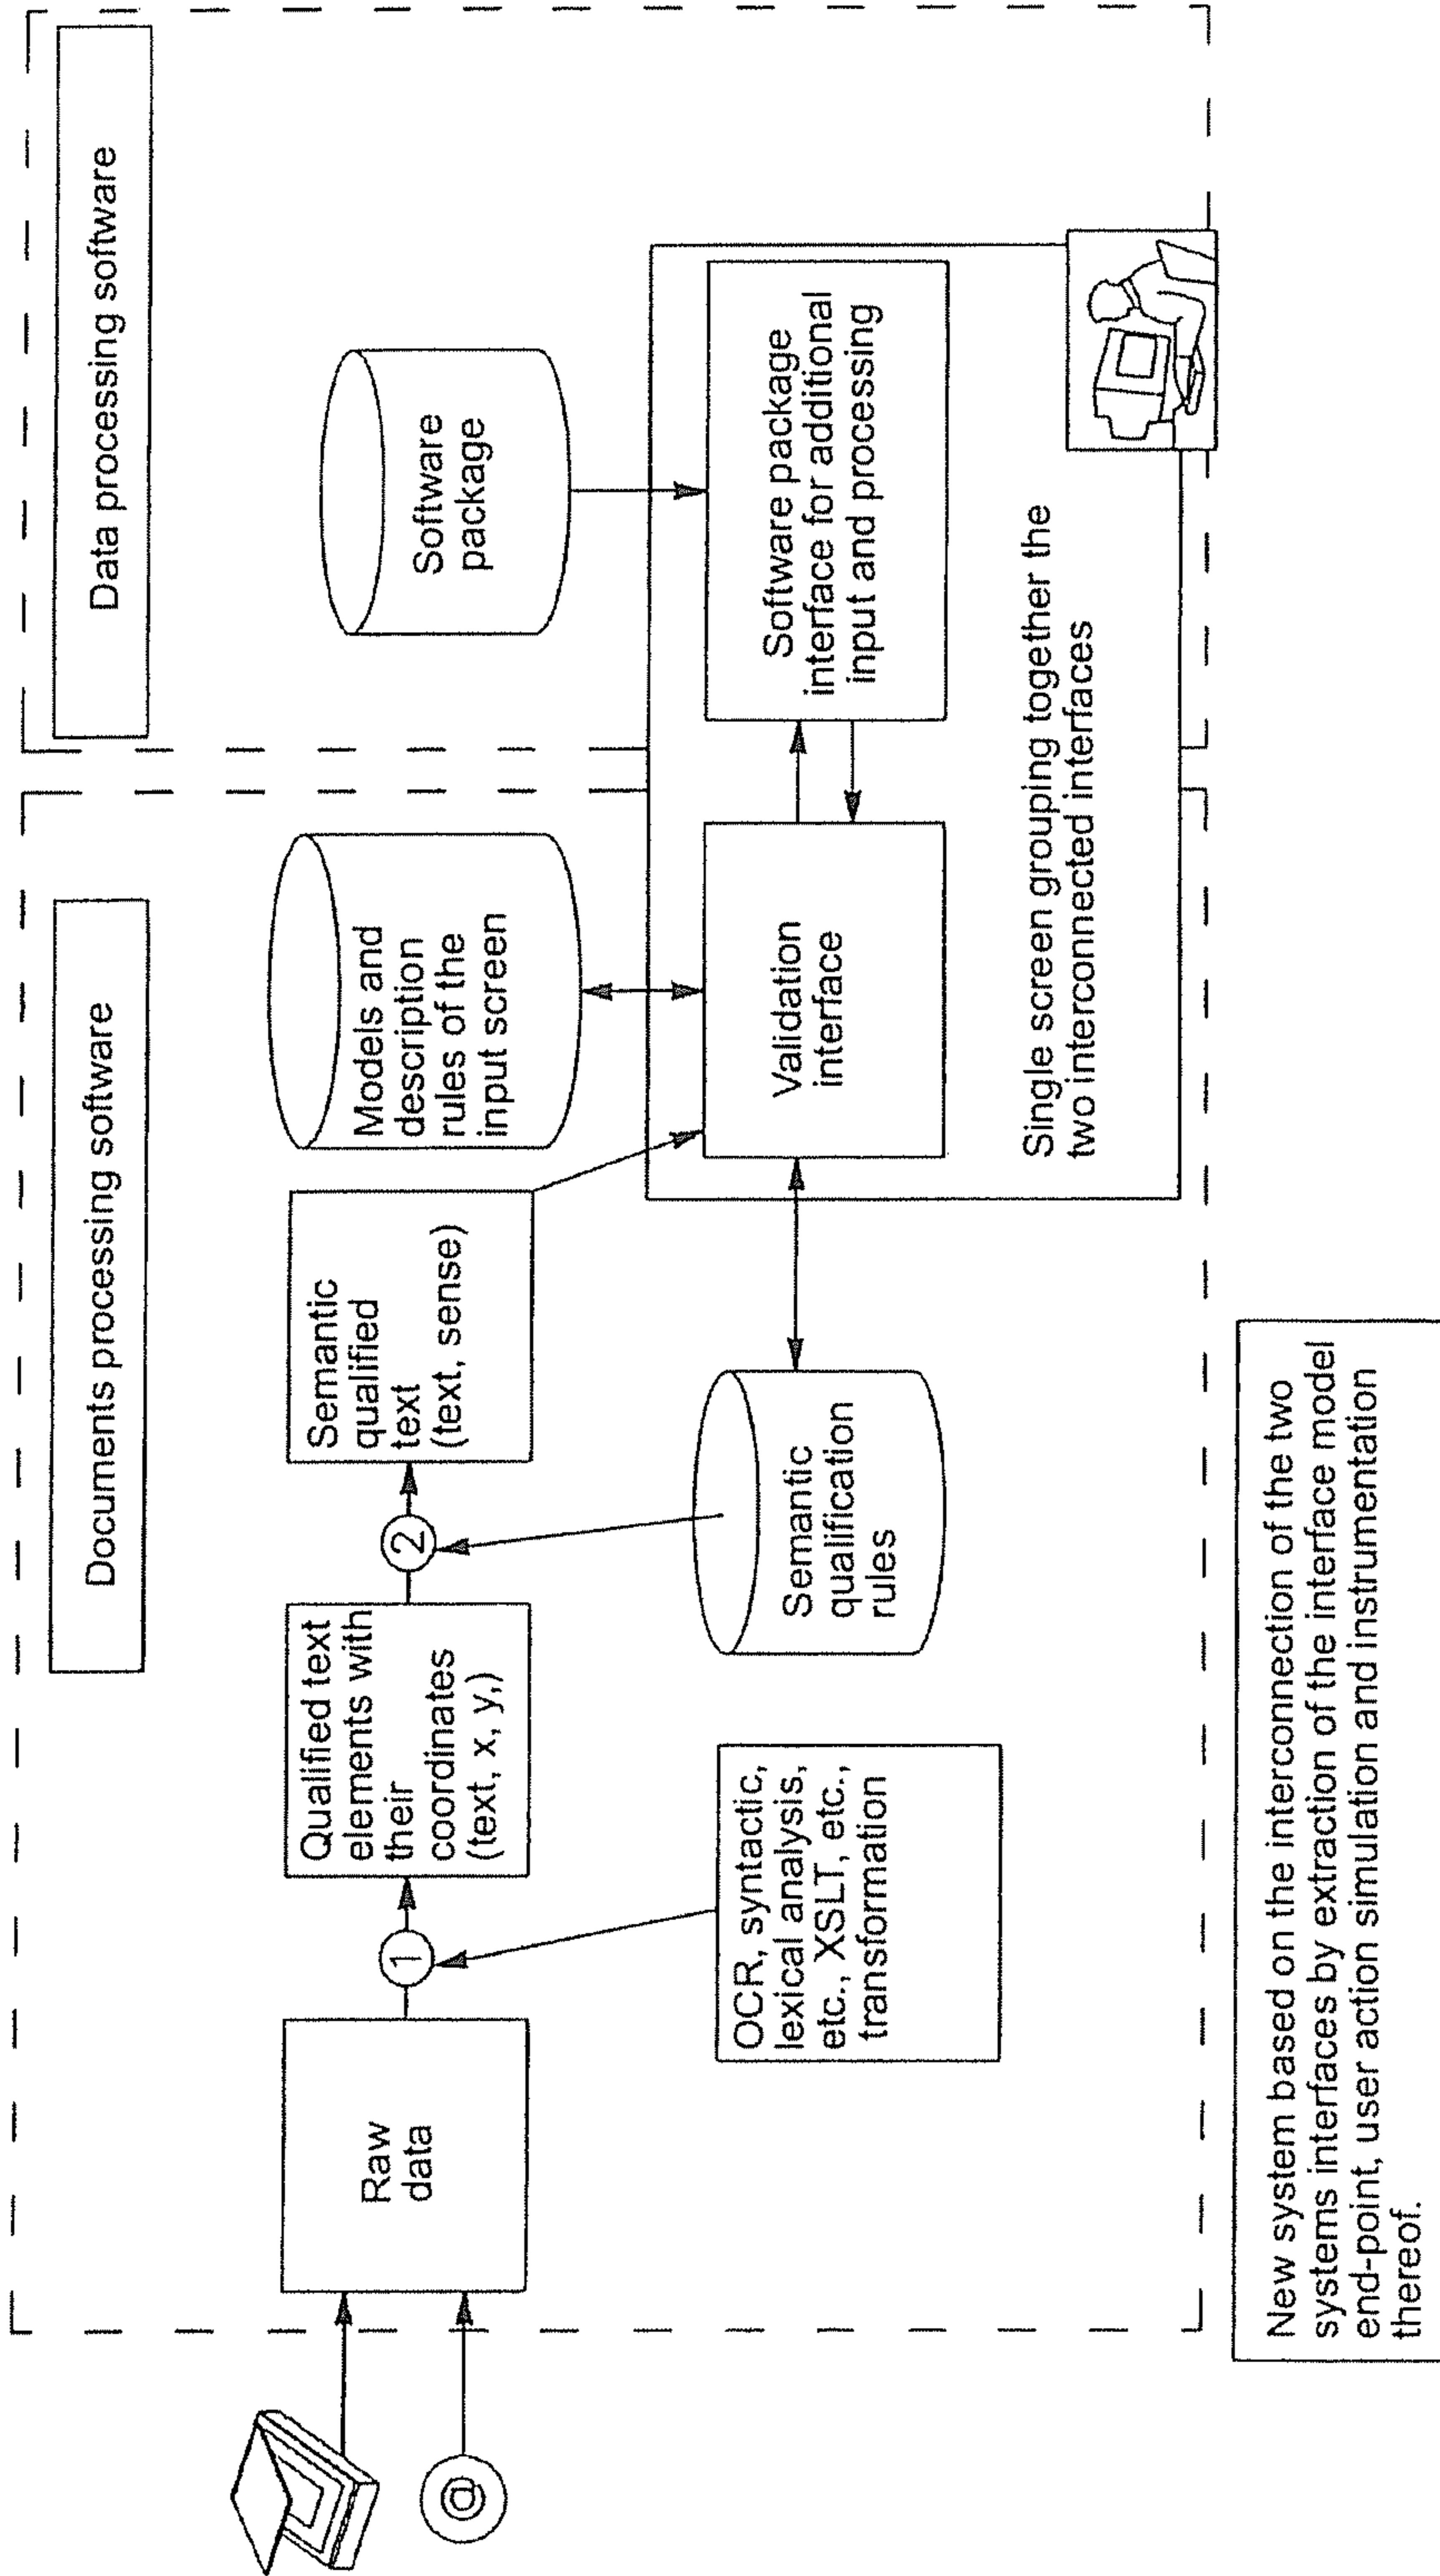 Documents processing software
Data processing software
Raw
data
1
Qualified text
elements with
their
coordinates
(text, x, y,)
2
Semantic
qualified
text
(text, sense)
Models and
description
rules of the
input screen
Software
package
OCR, syntactic,
lexical analysis,
etc., XSLT, etc.,
transformation
Semantic
qualification
rules
Validation
interface
Software package
interface for additional
input and processing
@
Single screen grouping together the
two interconnected interfaces
New system based on the interconnection of the two
systems interfaces by extraction of the interface model
end-point, user action simulation and instrumentation
thereof.